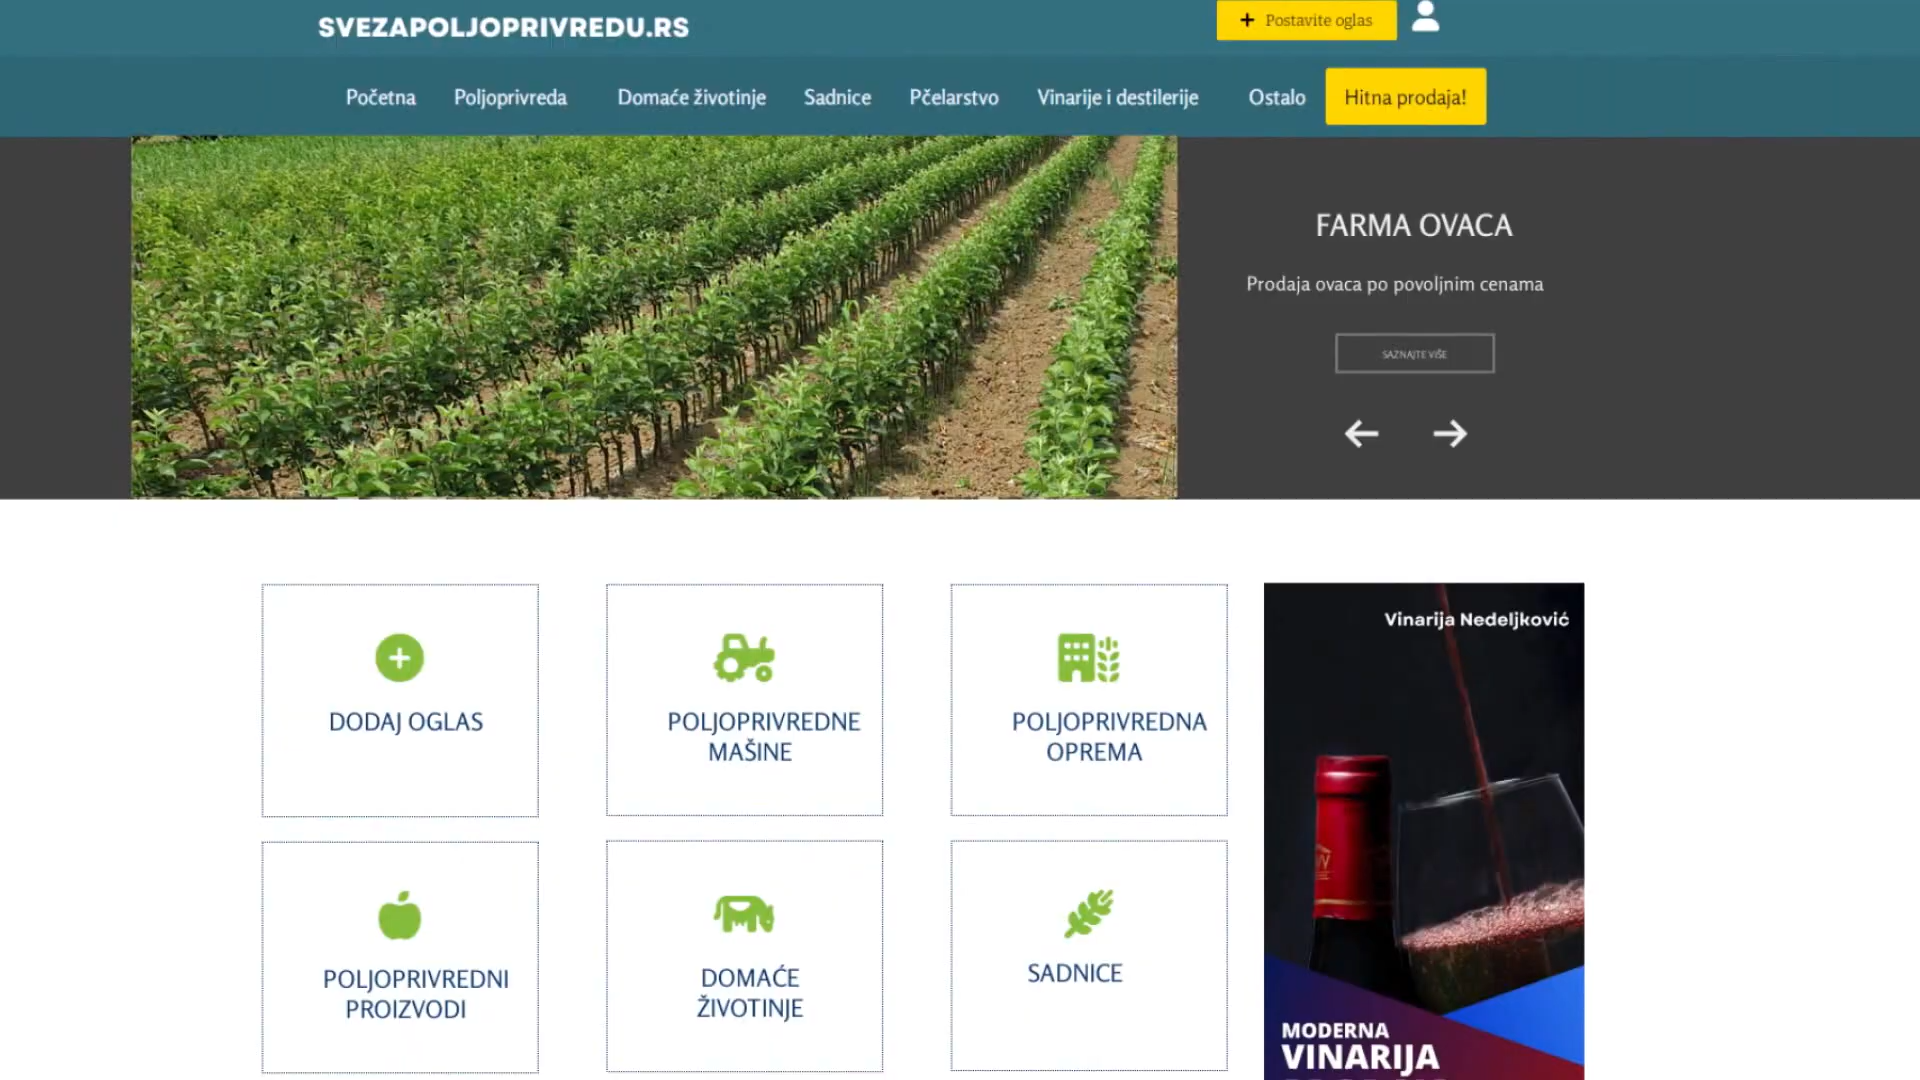 SVEZAPOLJOPRIVREDU.RS
Postavite oglas
Početna Poljoprivreda Domaće životinje Sadnice Pčelarstvo Vinarije i destilerije Ostalo Hitna prodaja!
FARMA OVACA
Prodaja ovaca po povoljnim cenama
SAZNAJTE VIŠE
DODAJ OGLAS
POLJOPRIVREDNE
MAŠINE
POLJOPRIVREDNA
OPREMA
POLJOPRIVREDNI
PROIZVODI
DOMAĆE
ŽIVOTINJE
SADNICE
Vinarija Nedeljković
MODERNA
VINARIJA